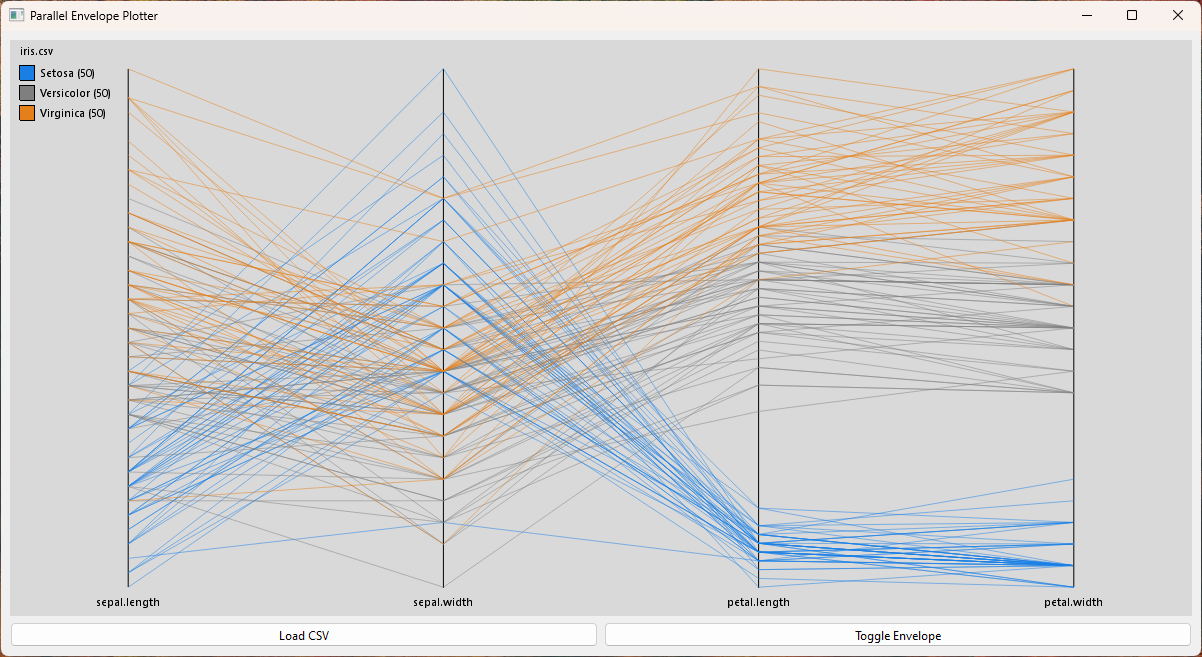 Parallel Envelope Plotter
iris.csv
Setosa (50)
Versicolor (50)
Virginica (50)
sepal.length
sepal.width
petal.length
petal.width
Load CSV
Toggle Envelope